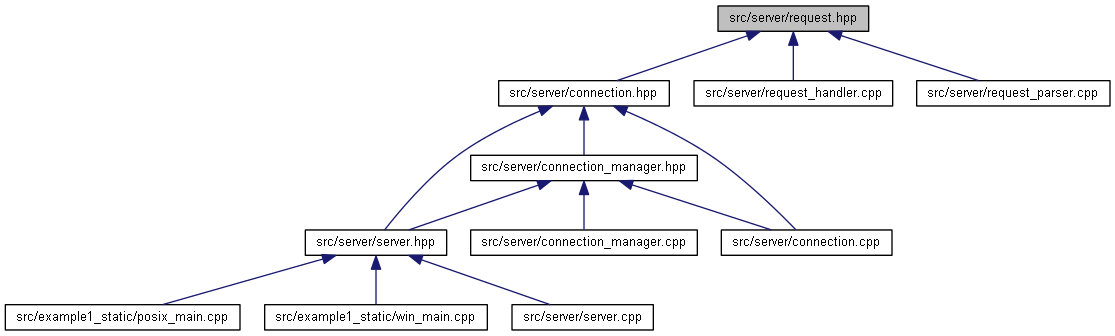 src/server/request.hpp
src/server/connection.hpp
src/server/request_handler.cpp
src/server/request_parser.cpp
src/server/connection_manager.hpp
src/server/server.hpp
src/server/connection_manager.cpp
src/server/connection.cpp
src/example1_static/posix_main.cpp
src/example1_static/win_main.cpp
src/server/server.cpp